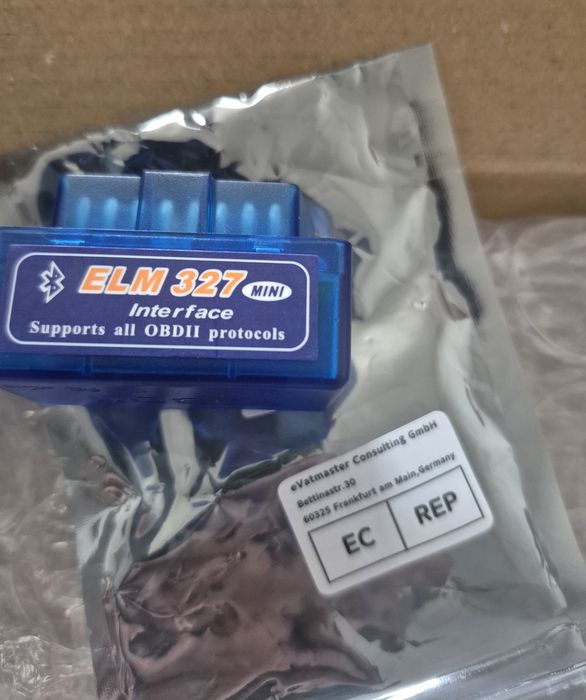 ELM 327 MINI
Interface
Supports all OBDII protocols
eVatmaster Consulting GmbH
Bettinastr.30
60325 Frankfurt am Main,Germany
EC REP